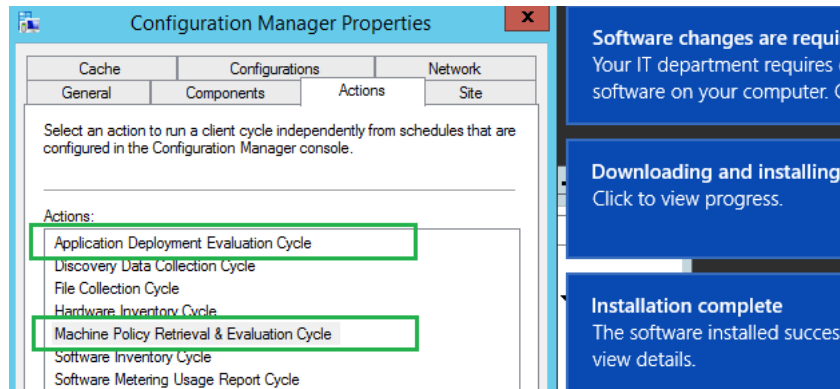 Configuration Manager Properties
x
Cache
Configurations
Network
General
Components
Actions
Site
Select an action to run a client cycle independently from schedules that are
configured in the Configuration Manager console.
Actions:
Application Deployment Evaluation Cycle
Discovery Data Collection Cycle
File Collection Cycle
Hardware Inventory Cycle
Machine Policy Retrieval & Evaluation Cycle
Software Inventory Cycle
Software Metering Usage Report Cycle
Software changes are requi
Your IT department requires
software on your computer.
Downloading and installing
Click to view progress.
Installation complete
The software installed succes
view details.